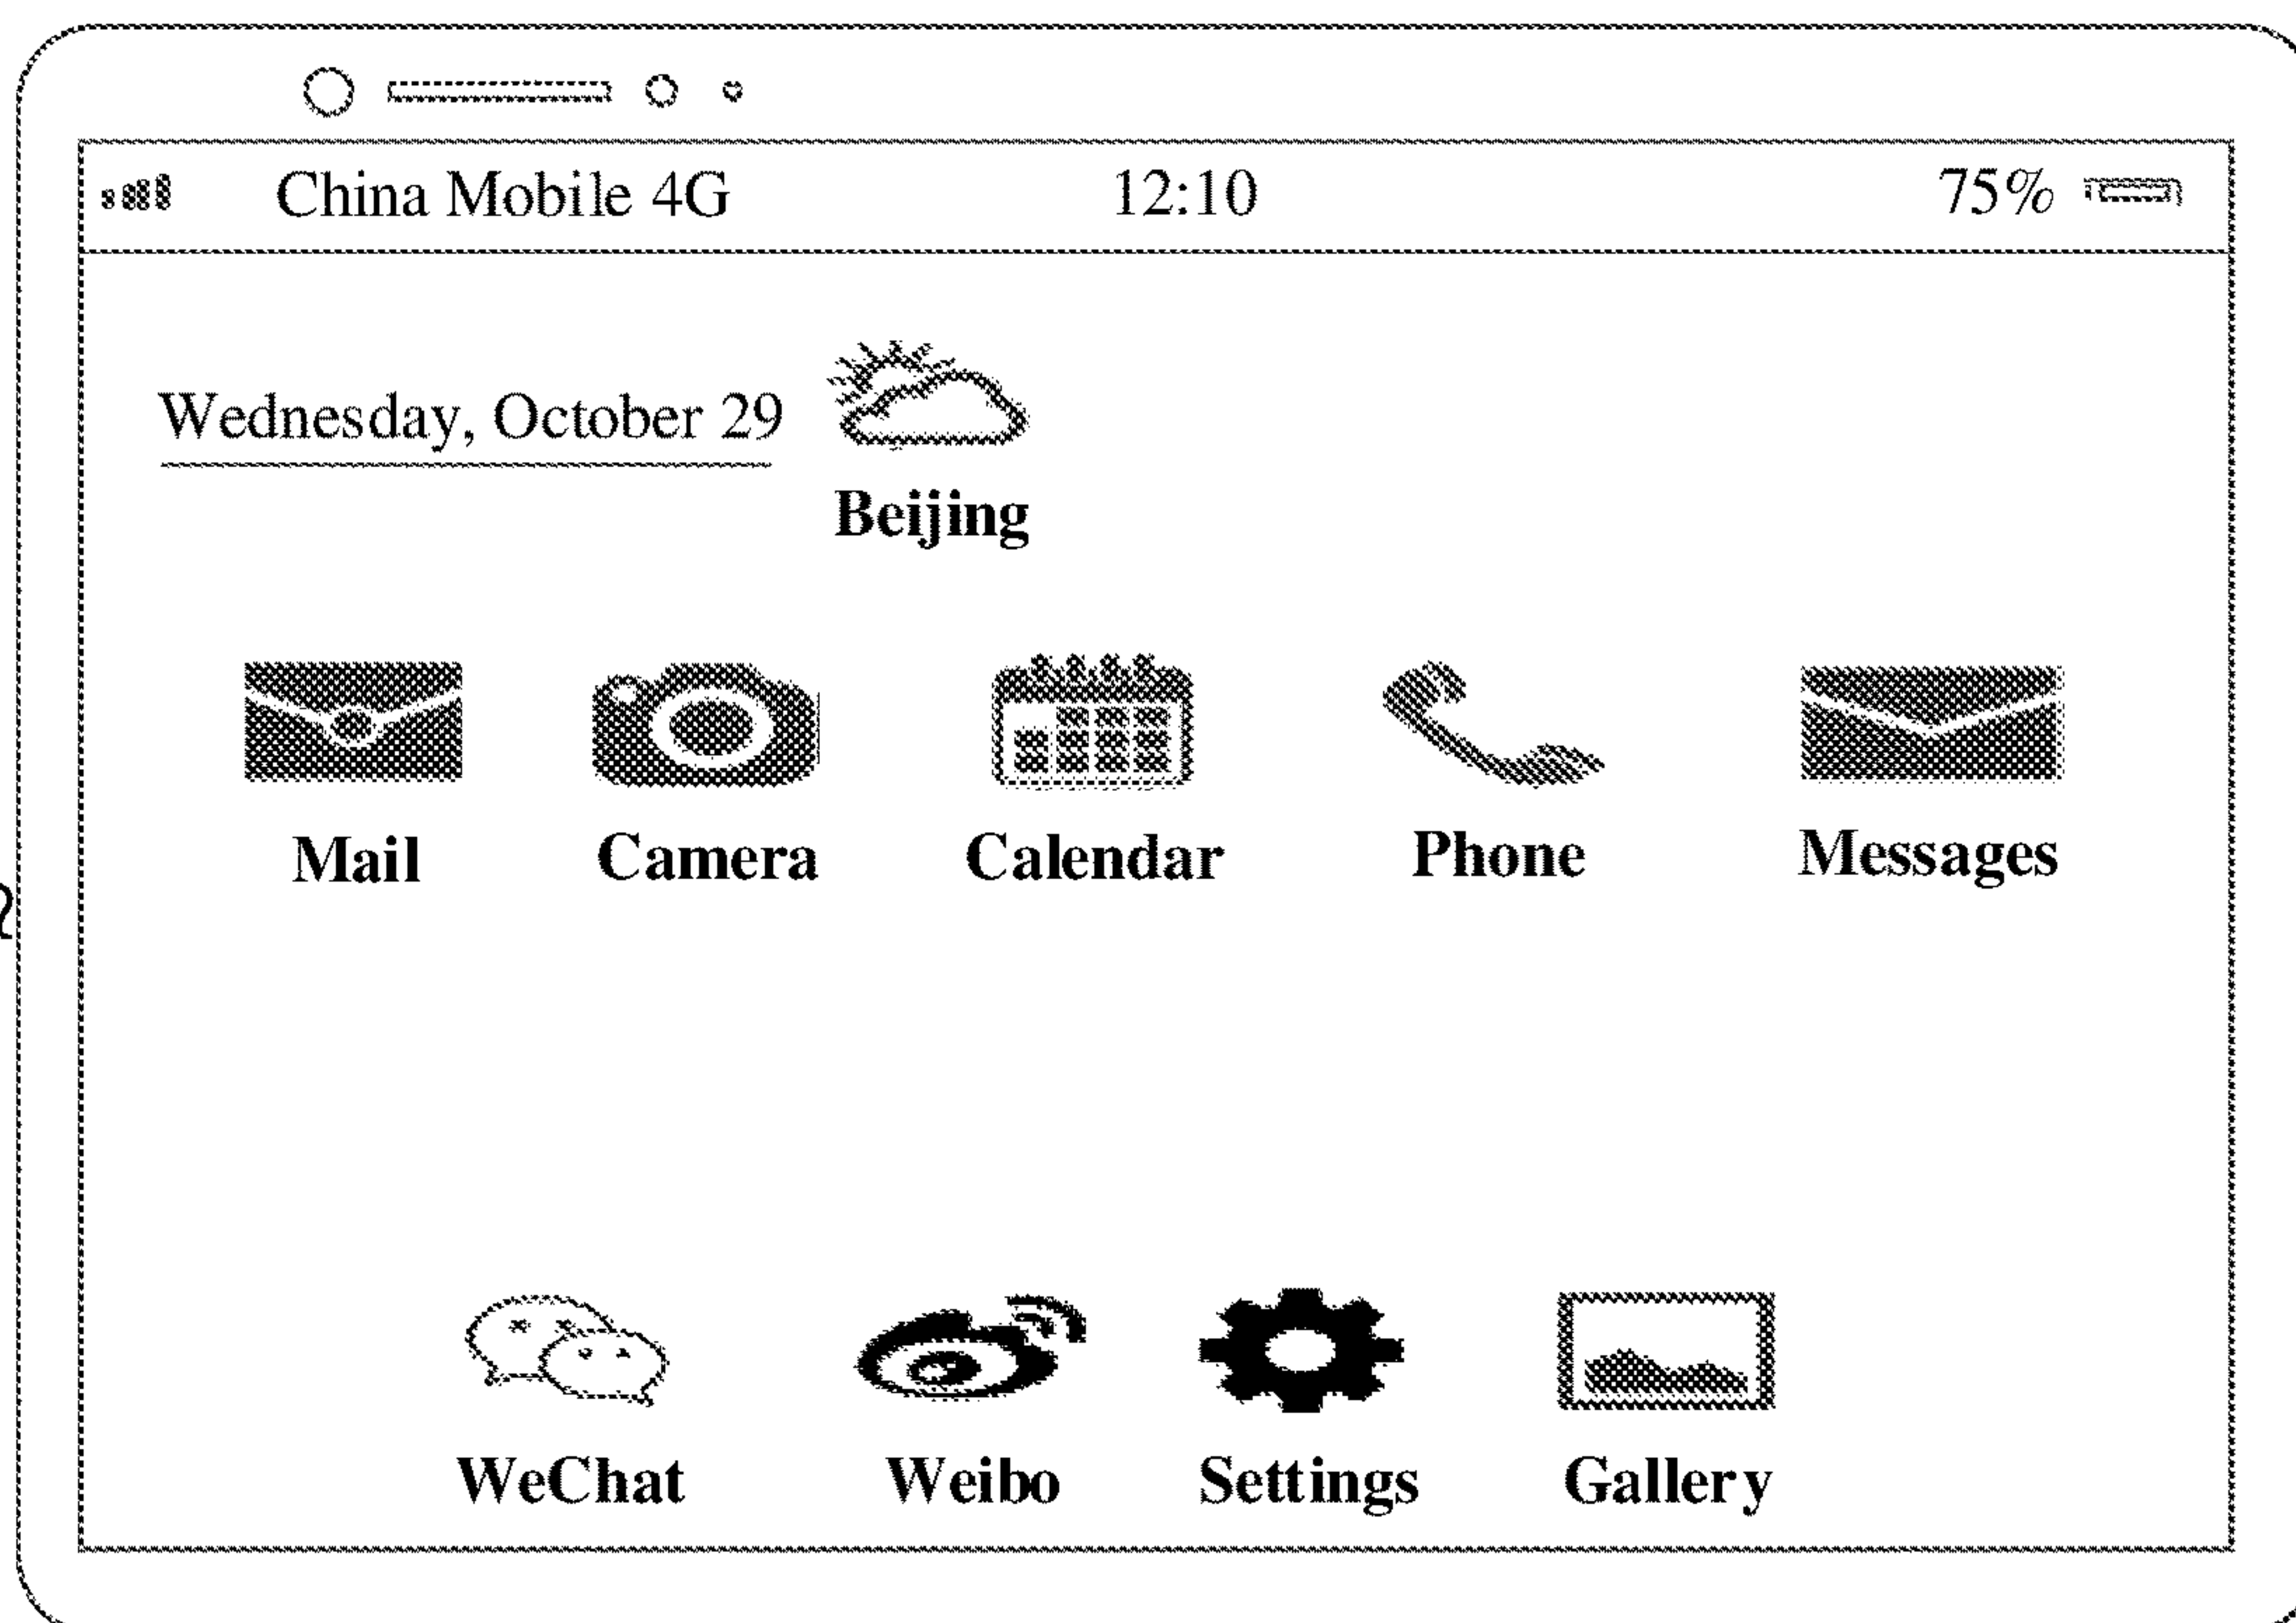 China Mobile 4G 12:10 75%
Wednesday, October 29
Beijing
Mail Camera Calendar Phone Messages
WeChat Weibo Settings Gallery